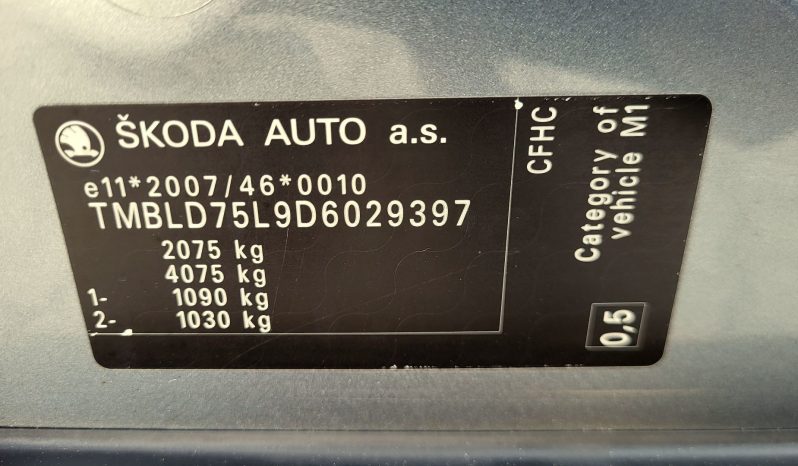 ŠKODA AUTO a.s.
e11*2007/46*0010
TMBLD75L9D6029397
2075 kg
4075 kg
1- 1090 kg
2- 1030 kg
CFHC
Category of
vehicle M1
0,5